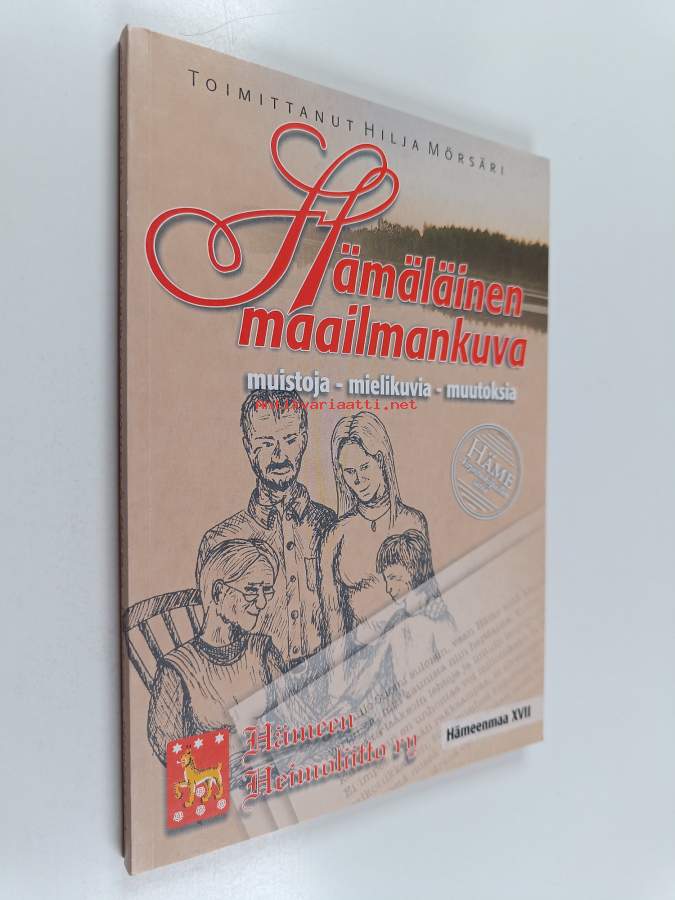 TOIMITTANUT HILJA MÖRSÄRI
Hämäläinen
maailmankuva
muistoja - mielikuvia - muutoksia
Antikvariaatti.net
HÄME
Hämeenmaa XVII
Hämeen
Heimoliitto ry